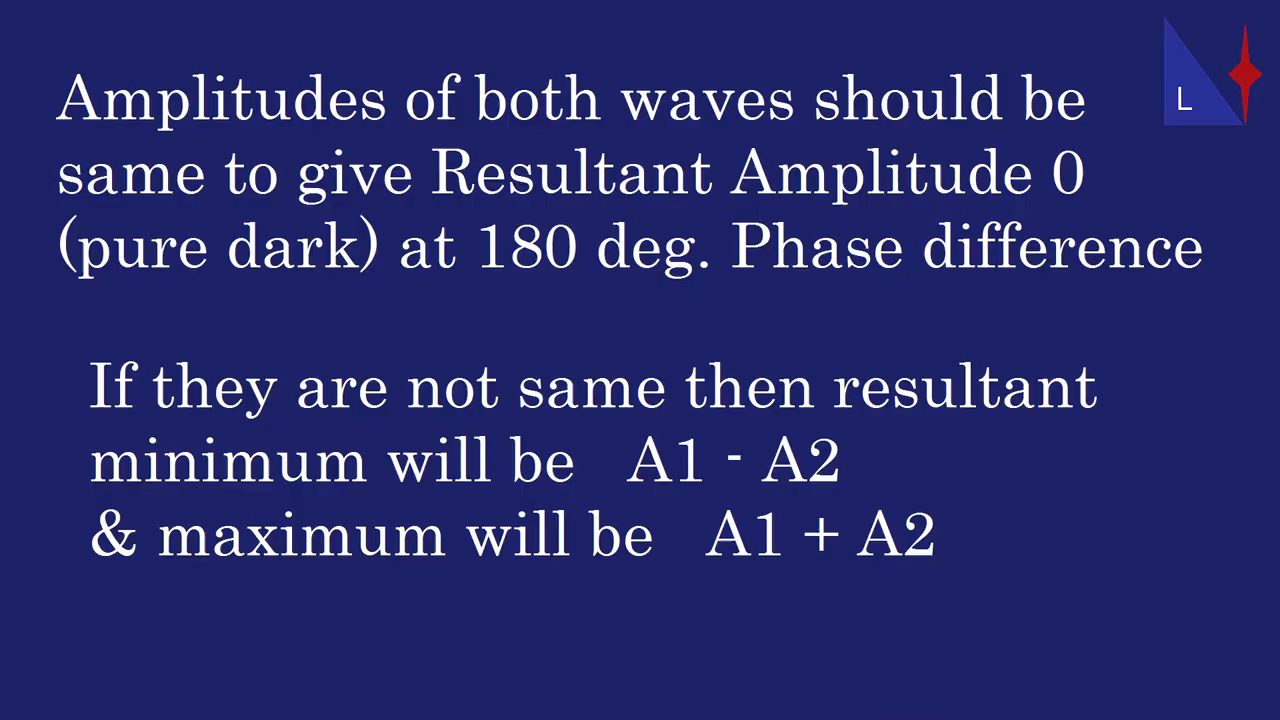 Amplitudes of both waves should be
same to give Resultant Amplitude 0
(pure dark) at 180 deg. Phase difference
If they are not same then resultant
minimum will be A1 - A2
& maximum will be A1 + A2
L